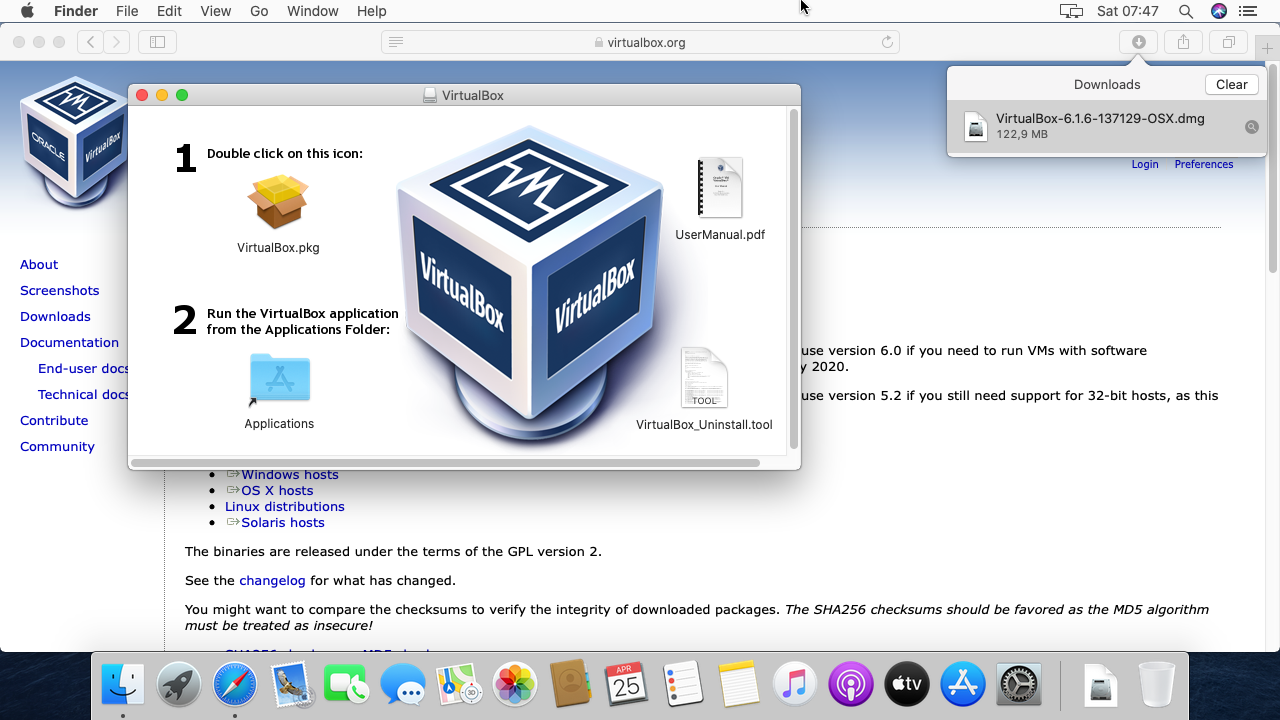 Finder File Edit View Go Window Help Sat 07:47
virtualbox.org
Downloads Clear
VirtualBox-6.1.6-137129-OSX.dmg
122,9 MB
Login Preferences
ORACLE
VirtualBox
VirtualBox
1 Double click on this icon:
VirtualBox.pkg
UserManual.pdf
VirtualBox
VirtualBox
2 Run the VirtualBox application
from the Applications Folder:
Applications
TOOL
VirtualBox_Uninstall.tool
About
Screenshots
Downloads
Documentation
End-user docs
Technical docs
Contribute
Community
use version 6.0 if you need to run VMs with software
y 2020.
use version 5.2 if you still need support for 32-bit hosts, as this
Windows hosts
OS X hosts
Linux distributions
Solaris hosts
The binaries are released under the terms of the GPL version 2.
See the changelog for what has changed.
You might want to compare the checksums to verify the integrity of downloaded packages. The SHA256 checksums should be favored as the MD5 algorithm
must be treated as insecure!
APR
25
tv